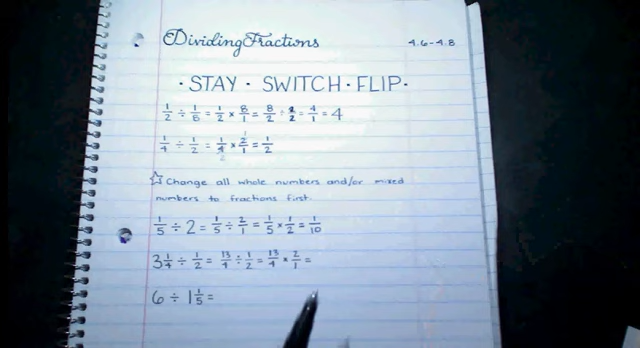 Dividing Fractions 4.6-4.8
· STAY · SWITCH · FLIP ·
1/2 ÷ 1/8 = 1/2 × 8/1 = 8/2 ÷ 2/2 = 4/1 = 4
1/4 ÷ 1/2 = 1/4 × 2/1 = 1/2
☆ Change all whole numbers and/or mixed
numbers to fractions first.
1/5 ÷ 2 = 1/5 ÷ 2/1 = 1/5 × 1/2 = 1/10
3 1/4 ÷ 1/2 = 13/4 ÷ 1/2 = 13/4 × 2/1 =
6 ÷ 1 1/5 =